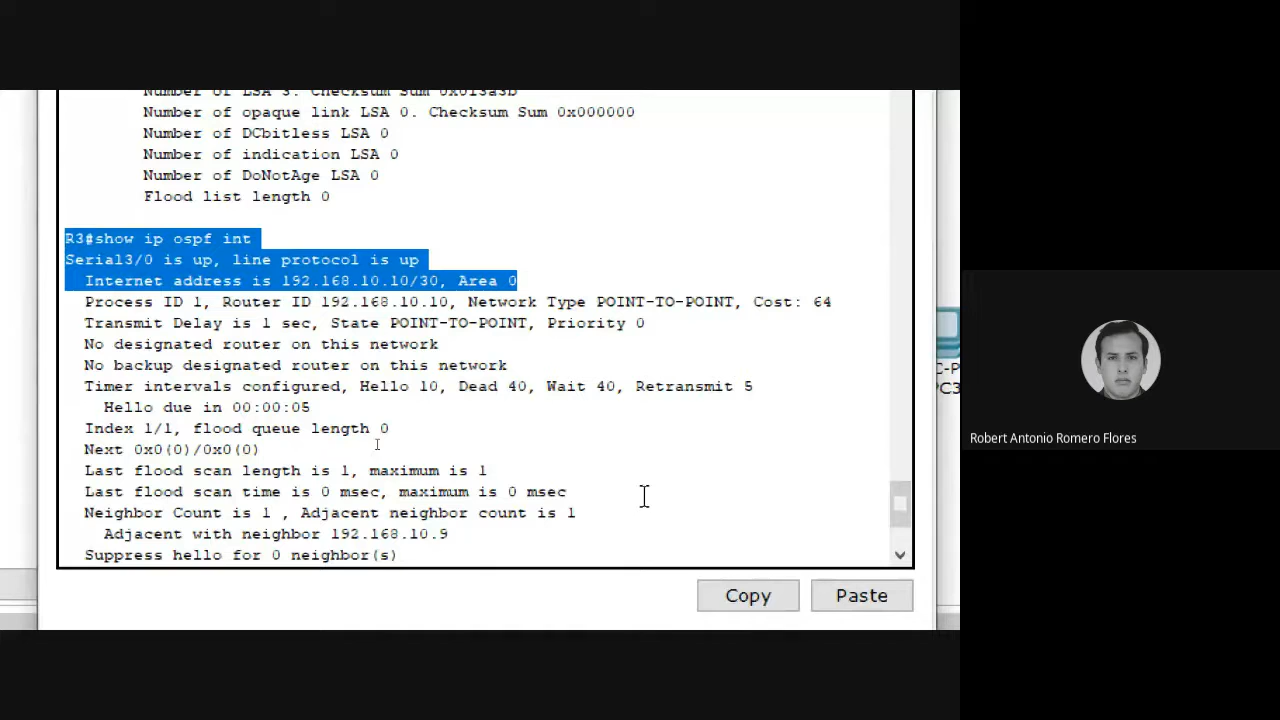 Number of LSA 3. Checksum Sum 0x013a3b
Number of opaque link LSA 0. Checksum Sum 0x000000
Number of DCbitless LSA 0
Number of indication LSA 0
Number of DoNotAge LSA 0
Flood list length 0
R3#show ip ospf int
Serial3/0 is up, line protocol is up
Internet address is 192.168.10.10/30, Area 0
Process ID 1, Router ID 192.168.10.10, Network Type POINT-TO-POINT, Cost: 64
Transmit Delay is 1 sec, State POINT-TO-POINT, Priority 0
No designated router on this network
No backup designated router on this network
Timer intervals configured, Hello 10, Dead 40, Wait 40, Retransmit 5
Hello due in 00:00:05
Index 1/1, flood queue length 0
Next 0x0(0)/0x0(0)
Last flood scan length is 1, maximum is 1
Last flood scan time is 0 msec, maximum is 0 msec
Neighbor Count is 1 , Adjacent neighbor count is 1
Adjacent with neighbor 192.168.10.9
Suppress hello for 0 neighbor(s)
Copy
Paste
C-P
PC3
Robert Antonio Romero Flores